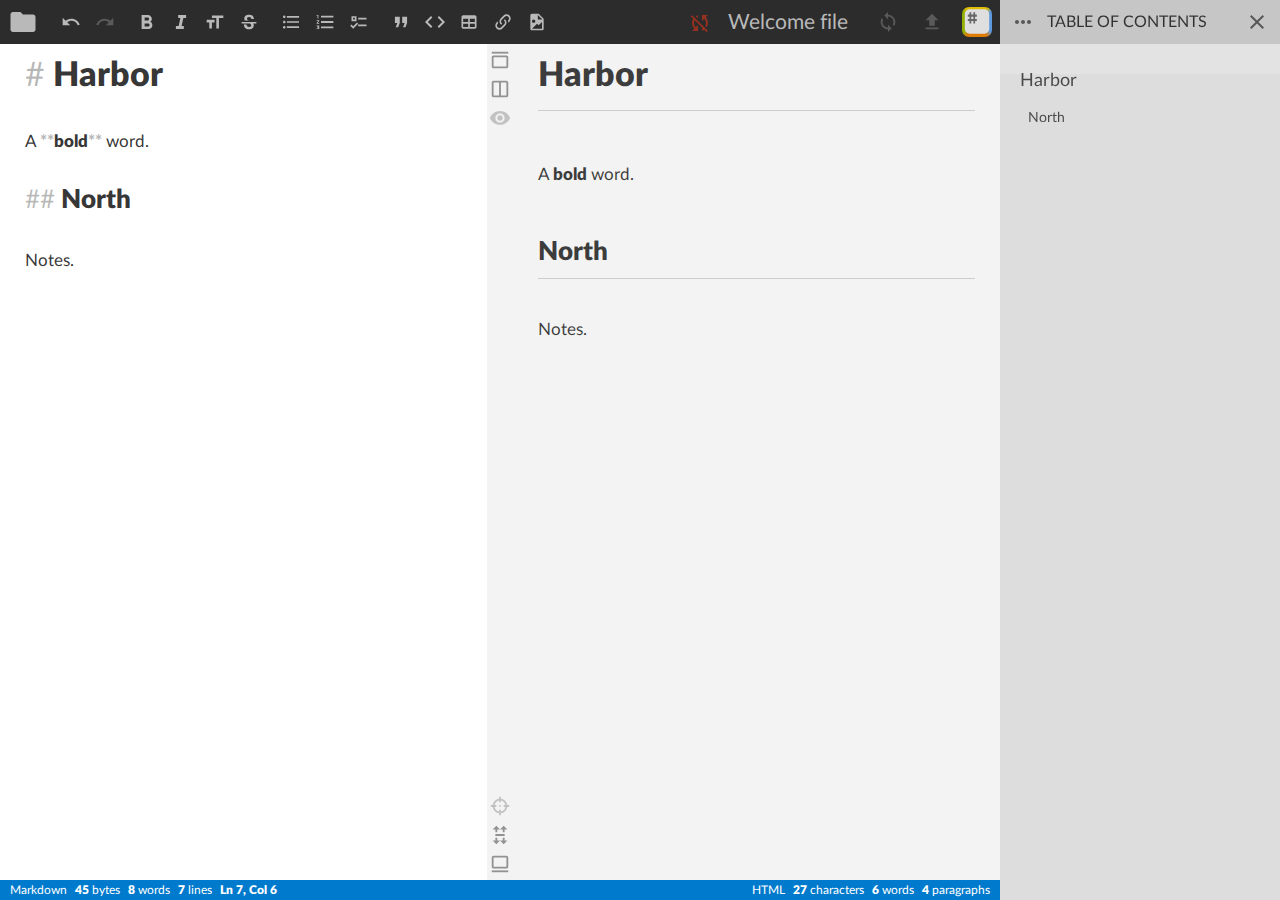 Welcome file
TABLE OF CONTENTS
# Harbor
A **bold** word.
## North
Notes.
Harbor
A bold word.
North
Notes.
Harbor
North
Markdown 45 bytes 8 words 7 lines Ln 7, Col 6
HTML 27 characters 6 words 4 paragraphs